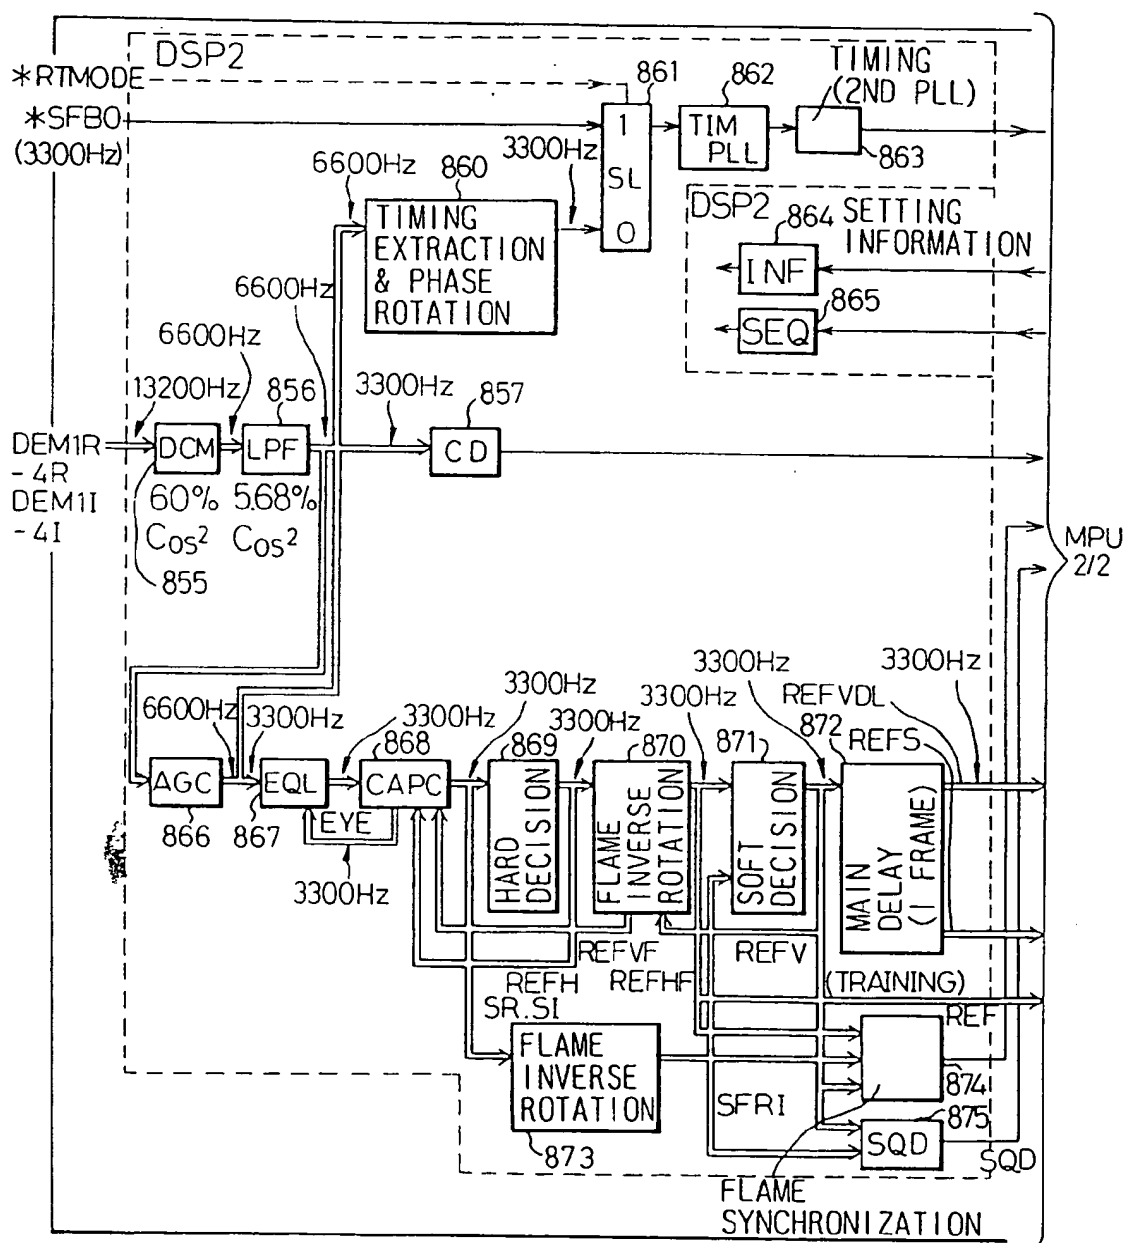 DSP2
*RTMODE
*SFBO
(3300Hz)
861
862
TIMING
(2ND PLL)
1
SL
0
TIM
PLL
863
6600Hz
860
3300Hz
TIMING
EXTRACTION
& PHASE
ROTATION
DSP2
864
SETTING
INFORMATION
INF
865
SEQ
6600Hz
6600Hz
13200Hz
856
3300Hz
857
DEM1R
-4R
DEM1I
-4I
DCM
LPF
CD
60%
Cos2
5.68%
Cos2
855
MPU
2/2
6600Hz
3300Hz
3300Hz
868
3300Hz
869
3300Hz
870
3300Hz
871
3300Hz
REFVDL
872
REFS
3300Hz
AGC
866
EQL
867
CAPC
EYE
3300Hz
HARD
DECISION
FLAME
INVERSE
ROTATION
SOFT
DECISION
MAIN
DELAY
(1 FRAME)
REFVF
REFH
REFHF
REFV
(TRAINING)
REF
SR.SI
FLAME
INVERSE
ROTATION
873
SFRI
874
875
SQD
SQD
FLAME
SYNCHRONIZATION